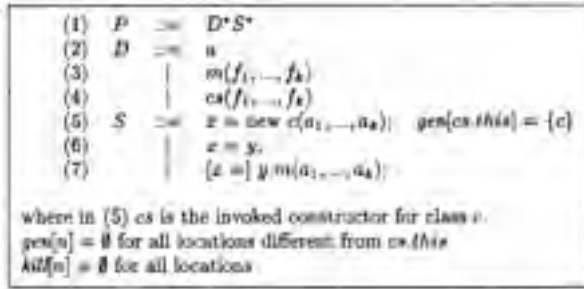 (1) P ::= D*S*
(2) D ::= a
(3) | m(f₁,...,fₖ)
(4) | cs(f₁,...,fₖ)
(5) S ::= x = new c(a₁,...,aₖ); gen[cs.this] = {c}
(6) | x = y;
(7) | [x =] y.m(a₁,...,aₖ);
where in (5) cs is the invoked constructor for class c.
gen[n] = ∅ for all locations different from cs.this
kill[n] = ∅ for all locations